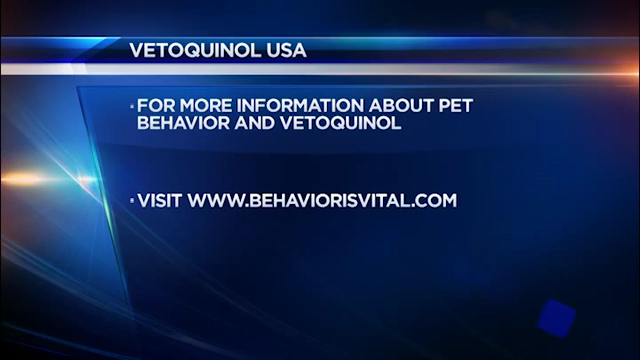 VETOQUINOL USA
▪ FOR MORE INFORMATION ABOUT PET
BEHAVIOR AND VETOQUINOL
▪ VISIT WWW.BEHAVIORISVITAL.COM